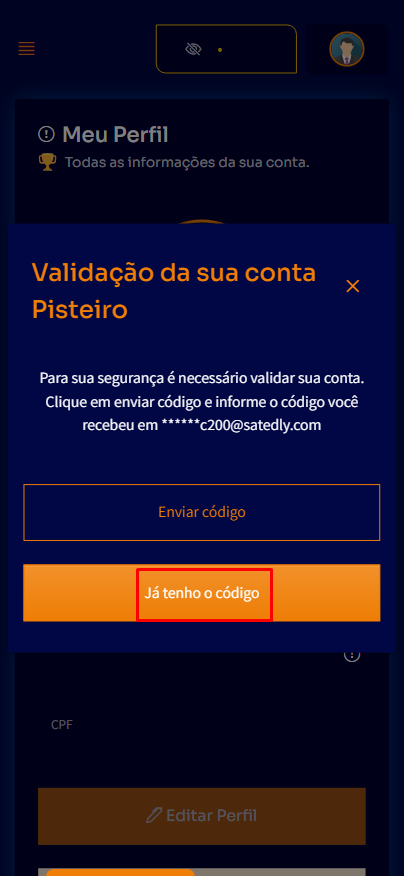 Meu Perfil
Todas as informações da sua conta.
Validação da sua conta
Pisteiro
Para sua segurança é necessário validar sua conta.
Clique em enviar código e informe o código você
recebeu em ******c200@satedly.com
Enviar código
Já tenho o código
CPF
Editar Perfil